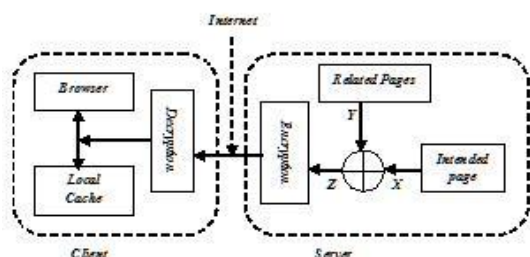 Internet
Browser
Local
Cache
Decryption
Encryption
Related Pages
Y
Intended
page
Z
X
Client
Server